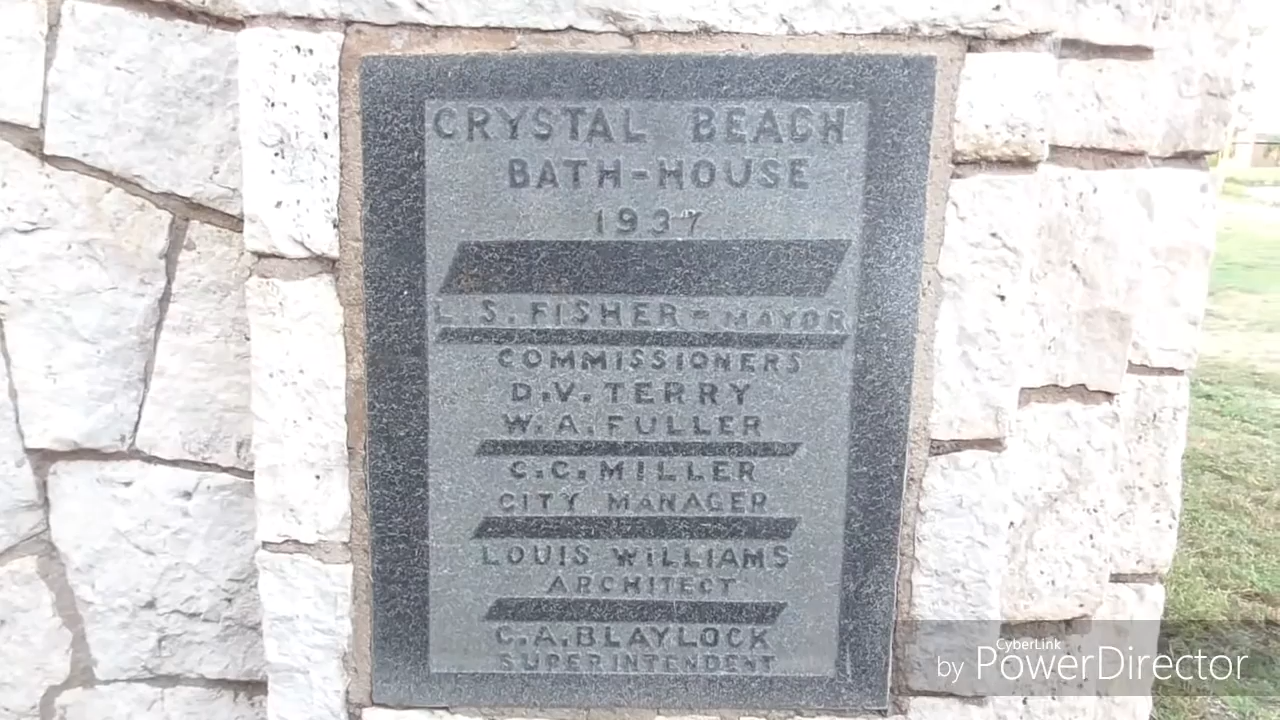 CRYSTAL BEACH
BATH-HOUSE
1937
L.S. FISHER - MAYOR
COMMISSIONERS
D.V. TERRY
W.A. FULLER
C.C. MILLER
CITY MANAGER
LOUIS WILLIAMS
ARCHITECT
C.A. BLAYLOCK
SUPERINTENDENT
CyberLink
by PowerDirector